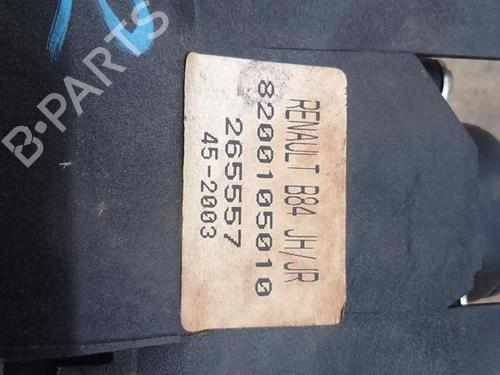 RENAULT B84 JH/JR
8200105010
265557
45-2003
B-PARTS